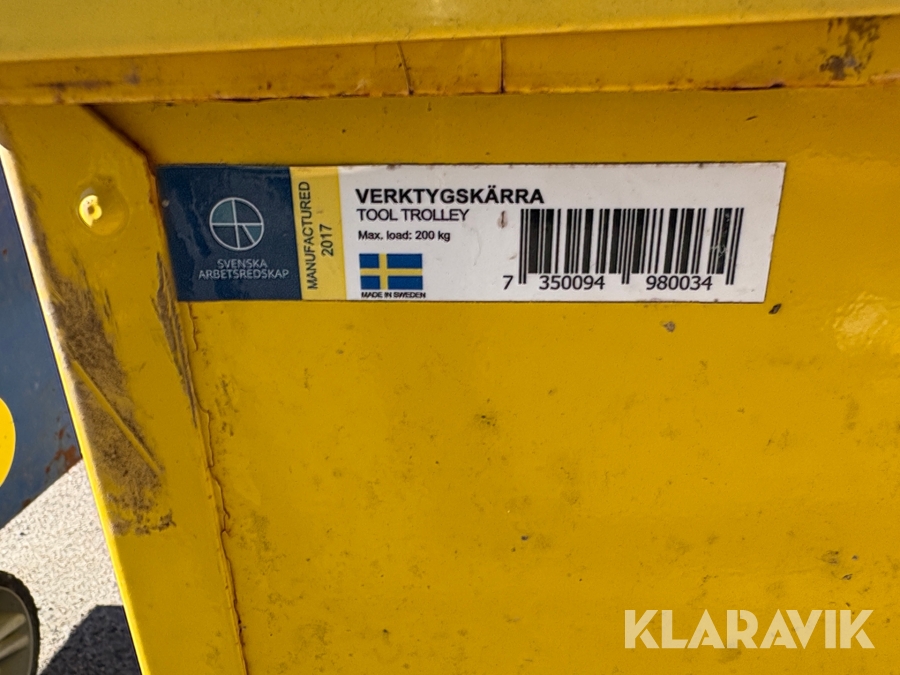 SVENSKA
ARBETSREDSKAP
MANUFACTURED
2017
VERKTYGSKÄRRA
TOOL TROLLEY
Max. load: 200 kg
MADE IN SWEDEN
7 350094 980034
KLARAVIK